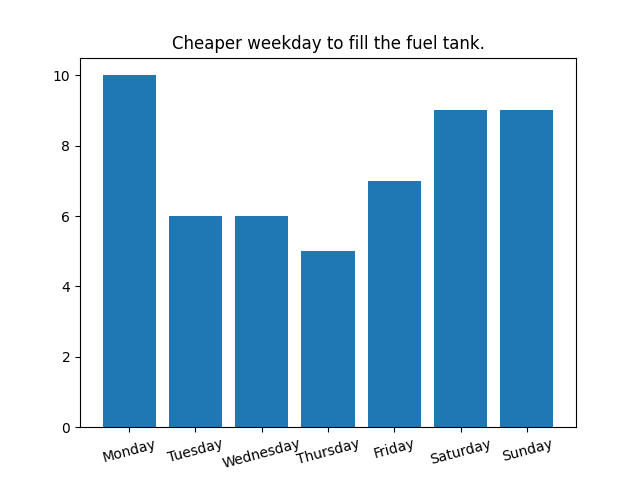 Cheaper weekday to fill the fuel tank.
10
8
6
4
2
0
Monday
Tuesday
Wednesday
Thursday
Friday
Saturday
Sunday